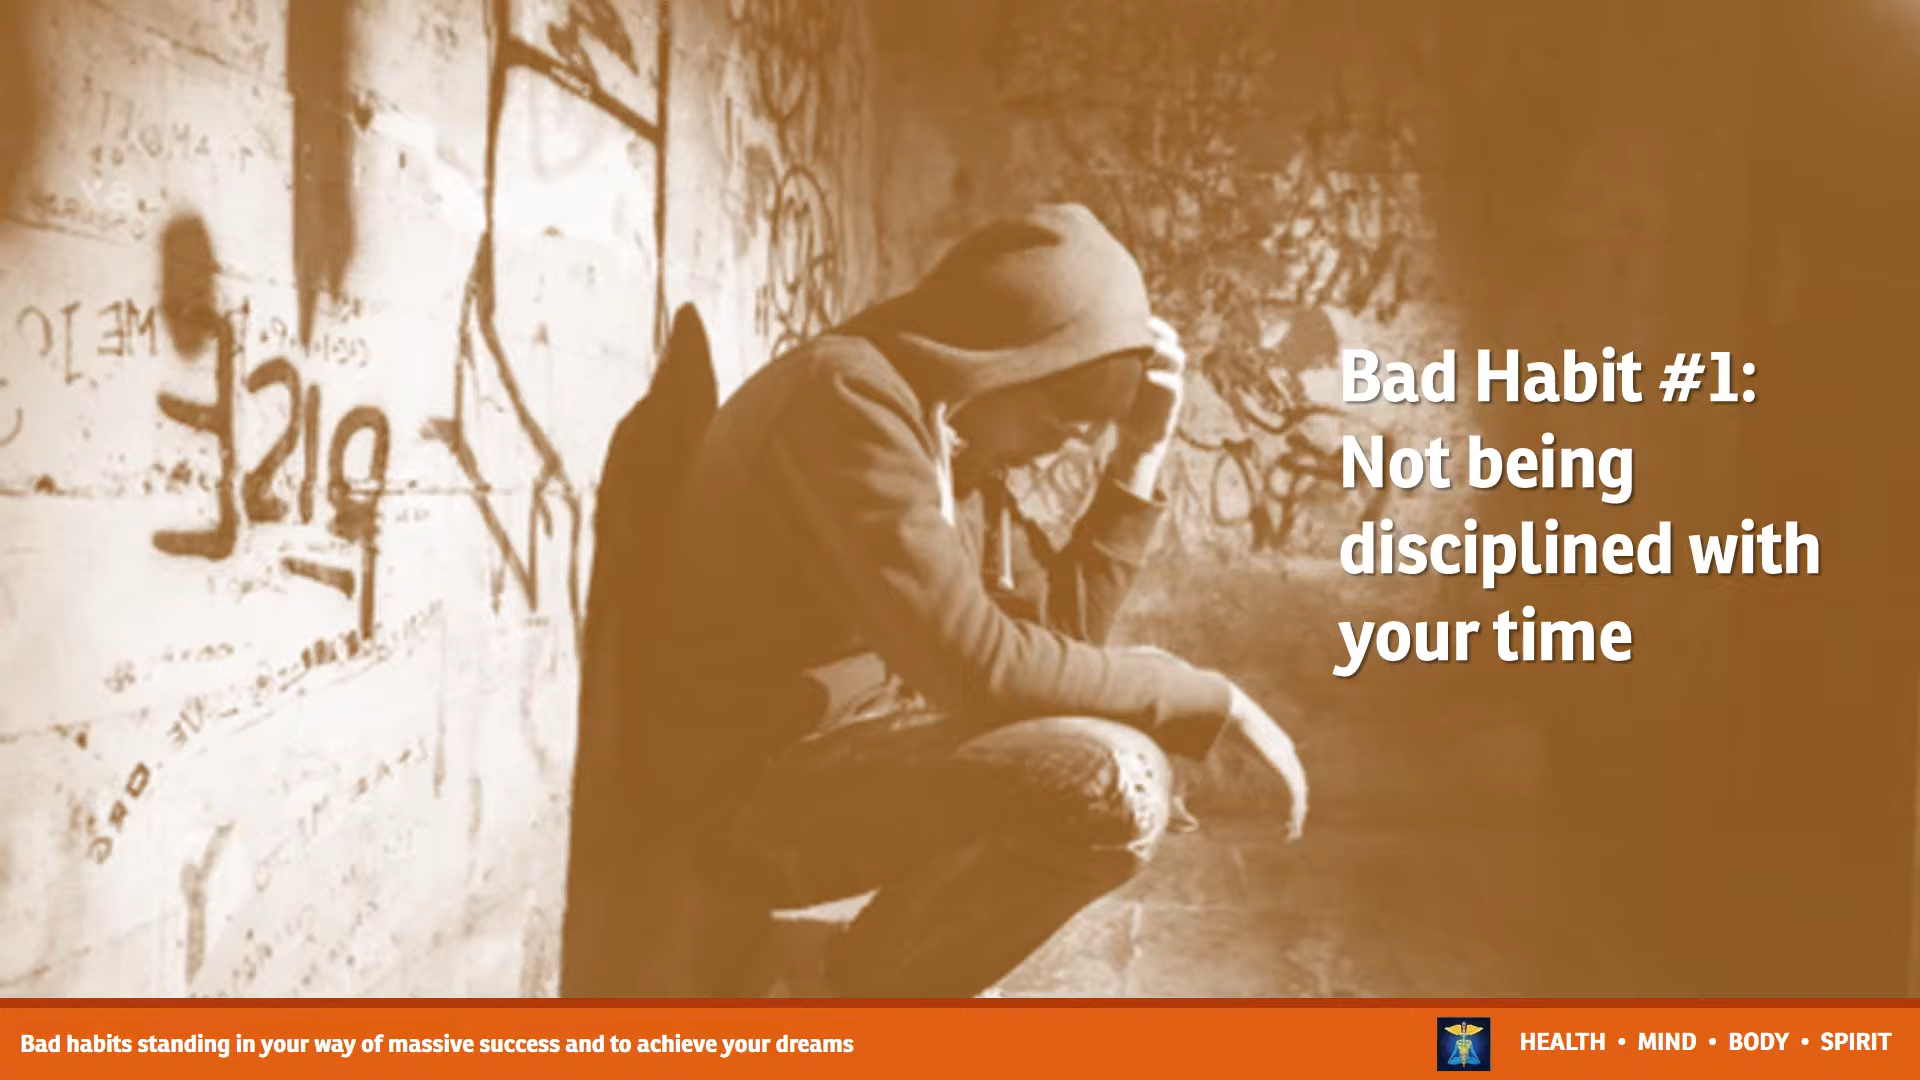 Bad Habit #1:
Not being
disciplined with
your time
Bad habits standing in your way of massive success and to achieve your dreams
HEALTH • MIND • BODY • SPIRIT